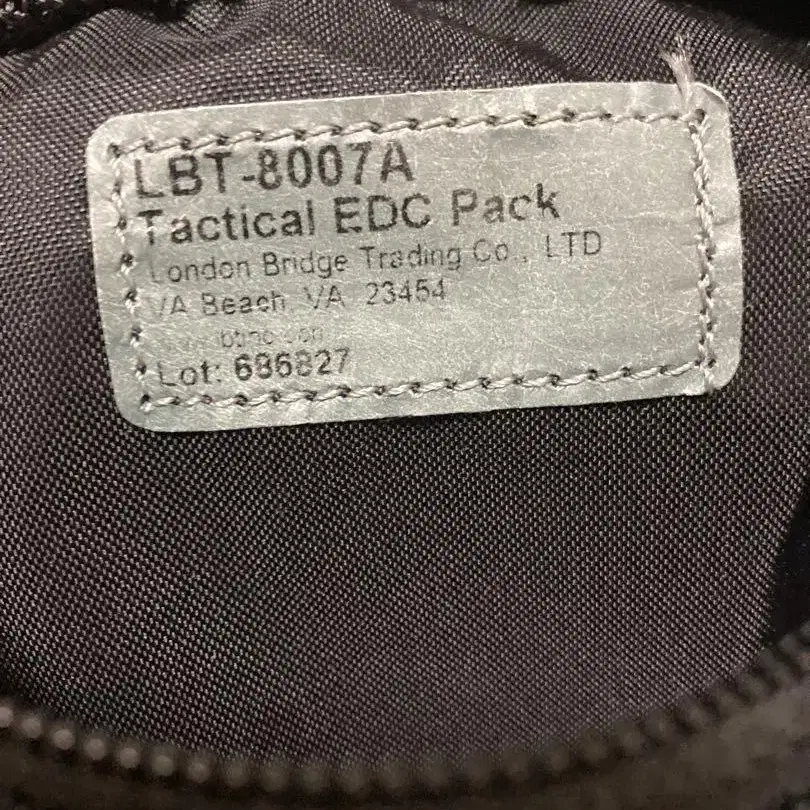 LBT-8007A
Tactical EDC Pack
London Bridge Trading Co., LTD
VA Beach, VA 23454
Lot: 686827